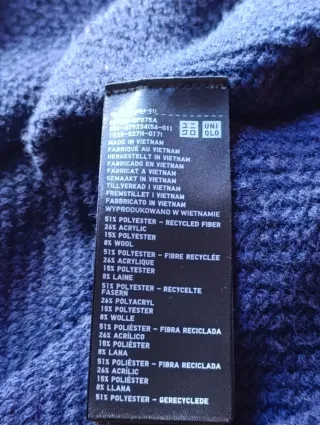 UNI
QLO
MADE IN VIETNAM
FABRIQUÉ AU VIETNAM
HERGESTELLT IN VIETNAM
FABRICADO EN VIETNAM
FABRICAT A VIETNAM
GEMAAKT IN VIETNAM
TILLVERKAD I VIETNAM
FREMSTILLET I VIETNAM
FABBRICATO IN VIETNAM
WYPRODUKOWANO W WIETNAMIE
51% POLYESTER - RECYCLED FIBER
26% ACRYLIC
15% POLYESTER
8% WOOL
51% POLYESTER - FIBRE RECYCLÉE
26% ACRYLIQUE
15% POLYESTER
8% LAINE
51% POLYESTER - RECYCELTE
FASERN
26% POLYACRYL
15% POLYESTER
8% WOLLE
51% POLIÉSTER - FIBRA RECICLADA
26% ACRÍLICO
15% POLIÉSTER
8% LANA
51% POLIÈSTER - FIBRA RECICLADA
26% ACRÍLIC
15% POLIÈSTER
8% LLANA
51% POLYESTER - GERECYCLEDE